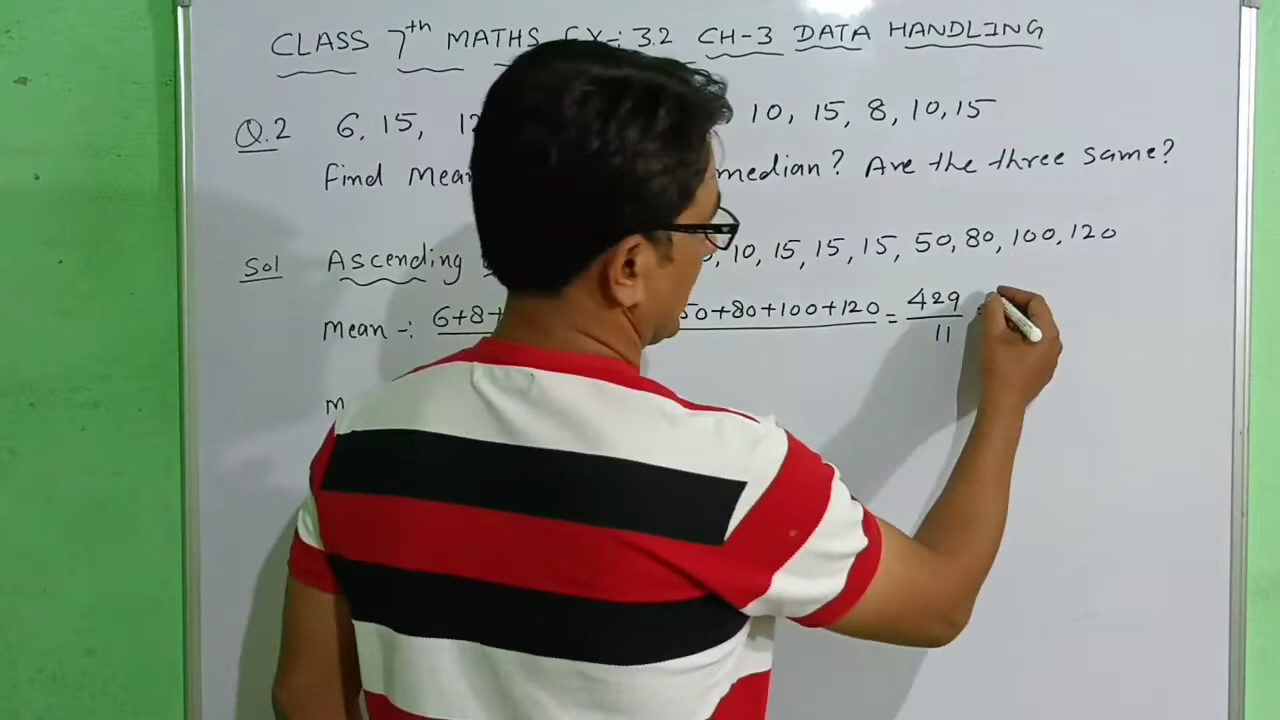 CLASS 7th MATHS EX-: 3.2 CH-3 DATA HANDLING
Q.2 6, 15, 12 10, 15, 8, 10, 15
Find Mean median? Are the three same?
Sol Ascending 10, 15, 15, 15, 50, 80, 100, 120
Mean -: 6+8+ 50+80+100+120 = 429
11
M